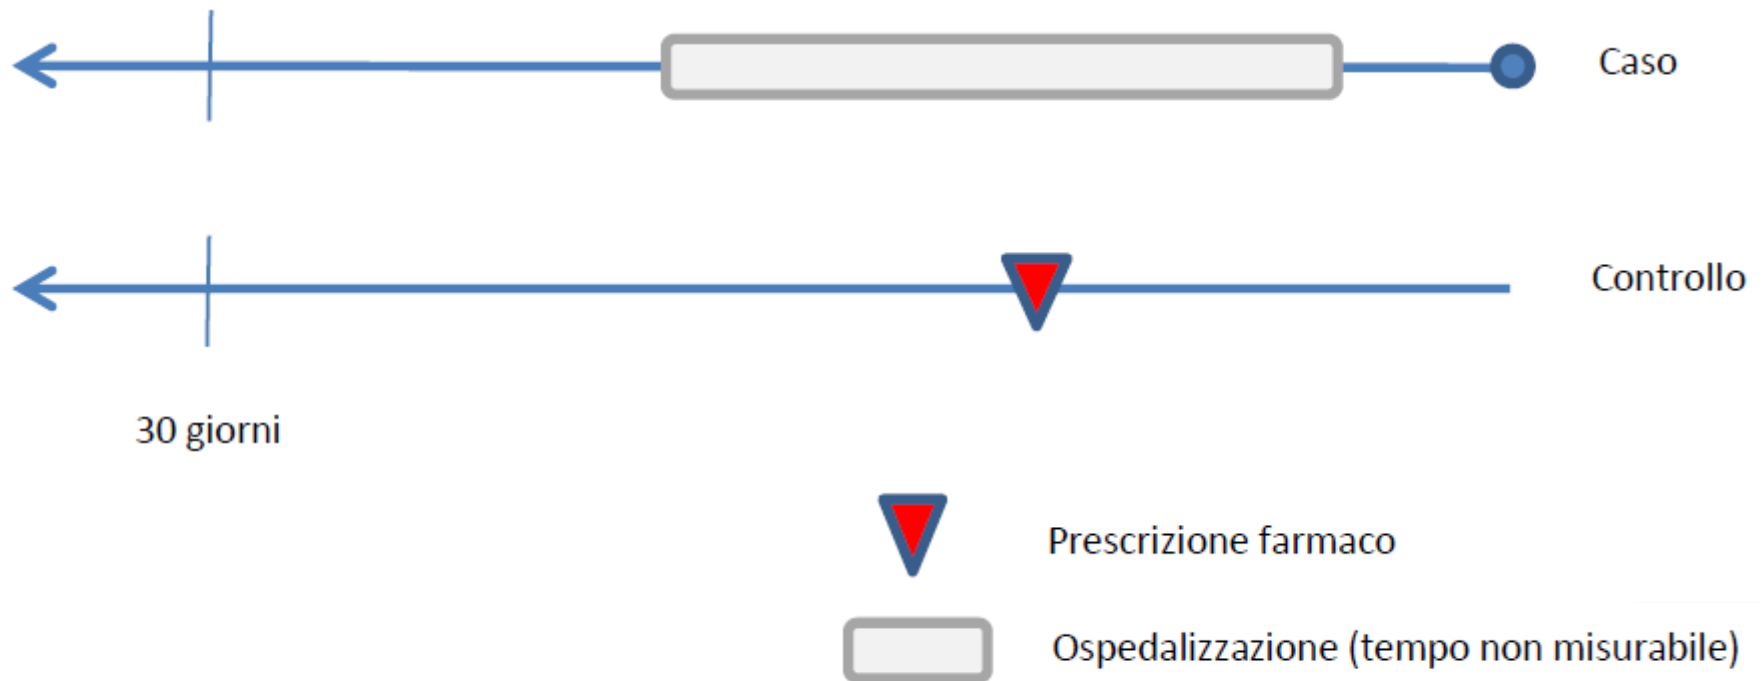 Caso
Controllo
30 giorni
Prescrizione farmaco
Ospedalizzazione (tempo non misurabile)